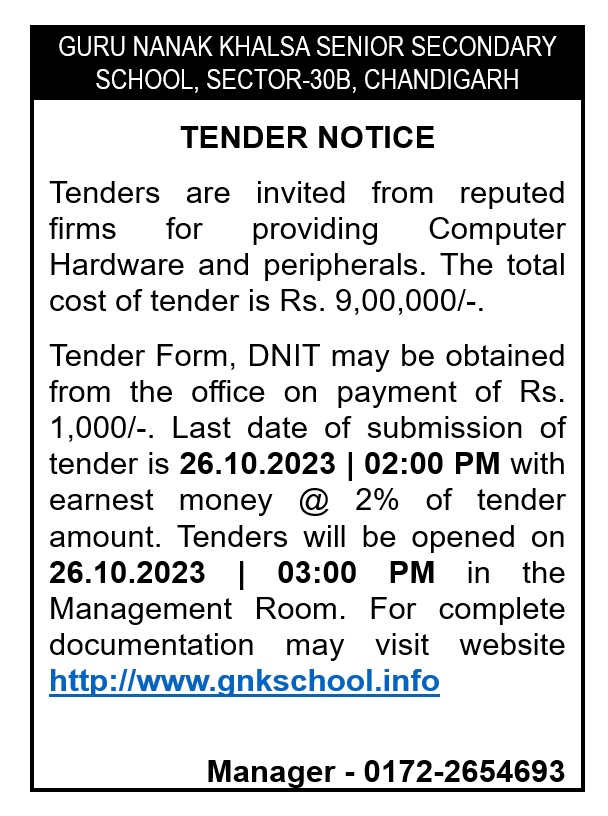 GURU NANAK KHALSA SENIOR SECONDARY
SCHOOL, SECTOR-30B, CHANDIGARH
TENDER NOTICE
Tenders are invited from reputed
firms for providing Computer
Hardware and peripherals. The total
cost of tender is Rs. 9,00,000/-.
Tender Form, DNIT may be obtained
from the office on payment of Rs.
1,000/-. Last date of submission of
tender is 26.10.2023 | 02:00 PM with
earnest money @ 2% of tender
amount. Tenders will be opened on
26.10.2023 | 03:00 PM in the
Management Room. For complete
documentation may visit website
http://www.gnkschool.info
Manager - 0172-2654693